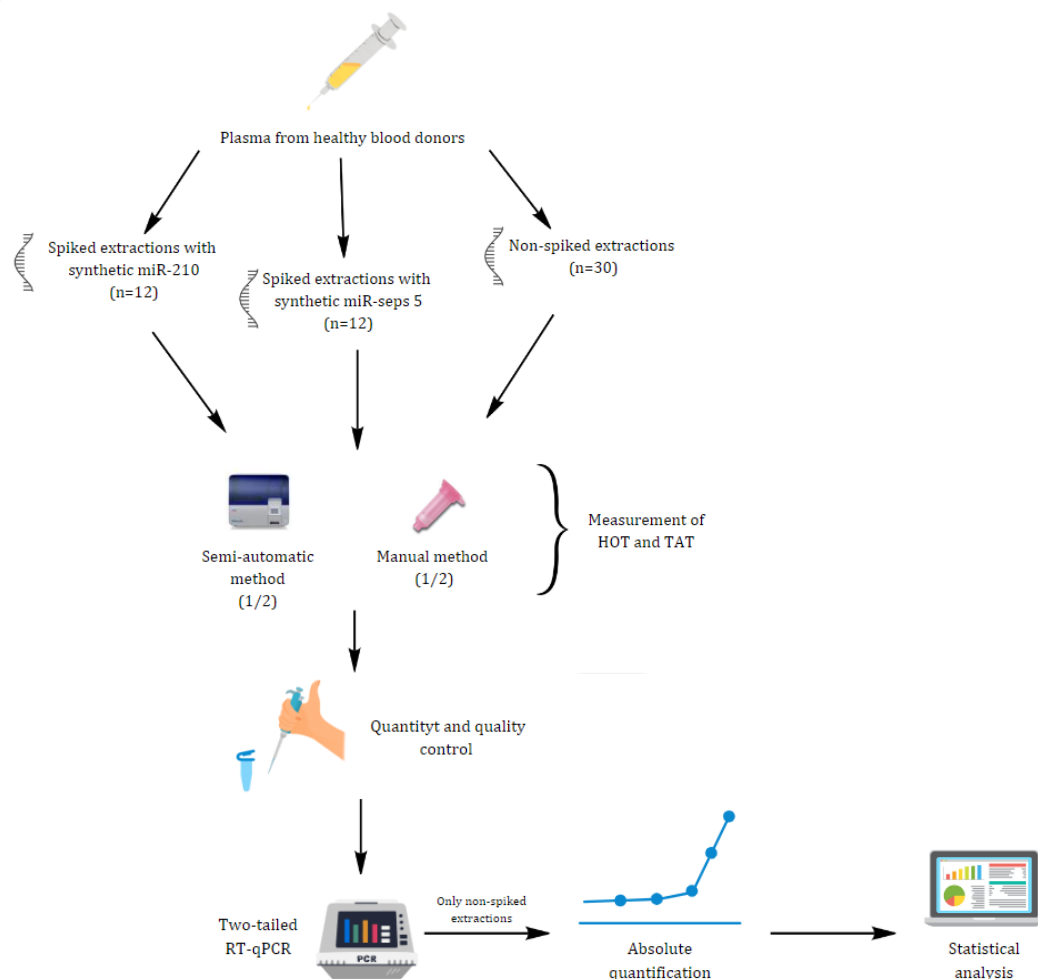 Plasma from healthy blood donors
Spiked extractions with
synthetic miR-210
(n=12)
Spiked extractions with
synthetic miR-seps 5
(n=12)
Non-spiked extractions
(n=30)
Semi-automatic
method
(1/2)
Manual method
(1/2)
Measurement of
HOT and TAT
Quantityt and quality
control
Two-tailed
RT-qPCR
PCR
Only non-spiked
extractions
Absolute
quantification
Statistical
analysis